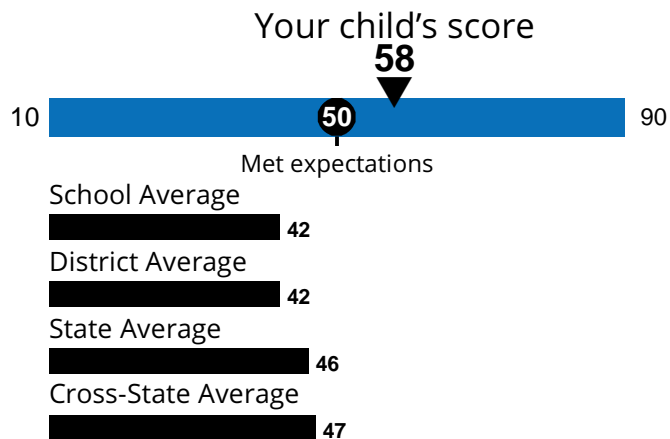 Your child’s score
58
10 50 90
Met expectations
School Average
42
District Average
42
State Average
46
Cross-State Average
47